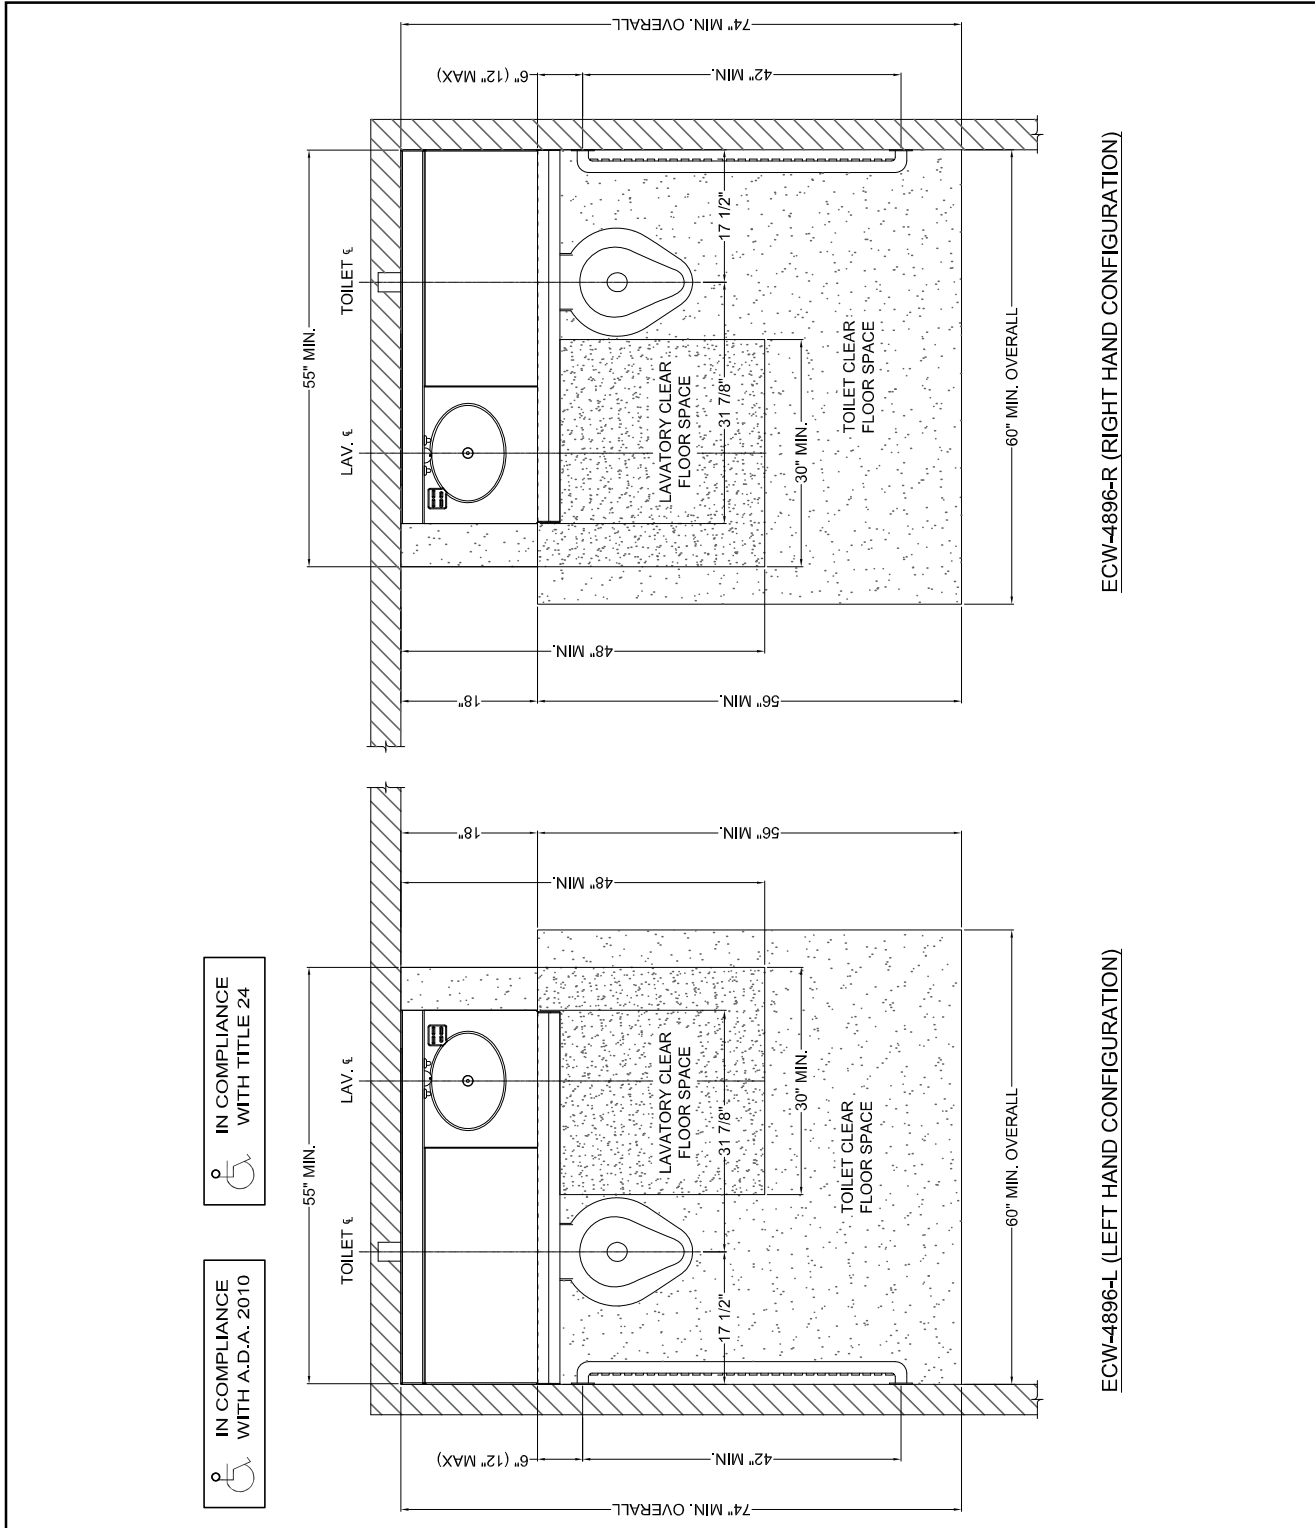 IN COMPLIANCE
WITH A.D.A. 2010
IN COMPLIANCE
WITH TITLE 24
55" MIN.
TOILET ℄
LAV. ℄
18"
56" MIN.
48" MIN.
6" (12" MAX)
42" MIN.
74" MIN. OVERALL
17 1/2"
31 7/8"
LAVATORY CLEAR
FLOOR SPACE
30" MIN.
TOILET CLEAR
FLOOR SPACE
60" MIN. OVERALL
ECW-4896-L (LEFT HAND CONFIGURATION)
55" MIN.
LAV. ℄
TOILET ℄
18"
56" MIN.
48" MIN.
6" (12" MAX)
42" MIN.
74" MIN. OVERALL
LAVATORY CLEAR
FLOOR SPACE
31 7/8"
17 1/2"
30" MIN.
TOILET CLEAR
FLOOR SPACE
60" MIN. OVERALL
ECW-4896-R (RIGHT HAND CONFIGURATION)